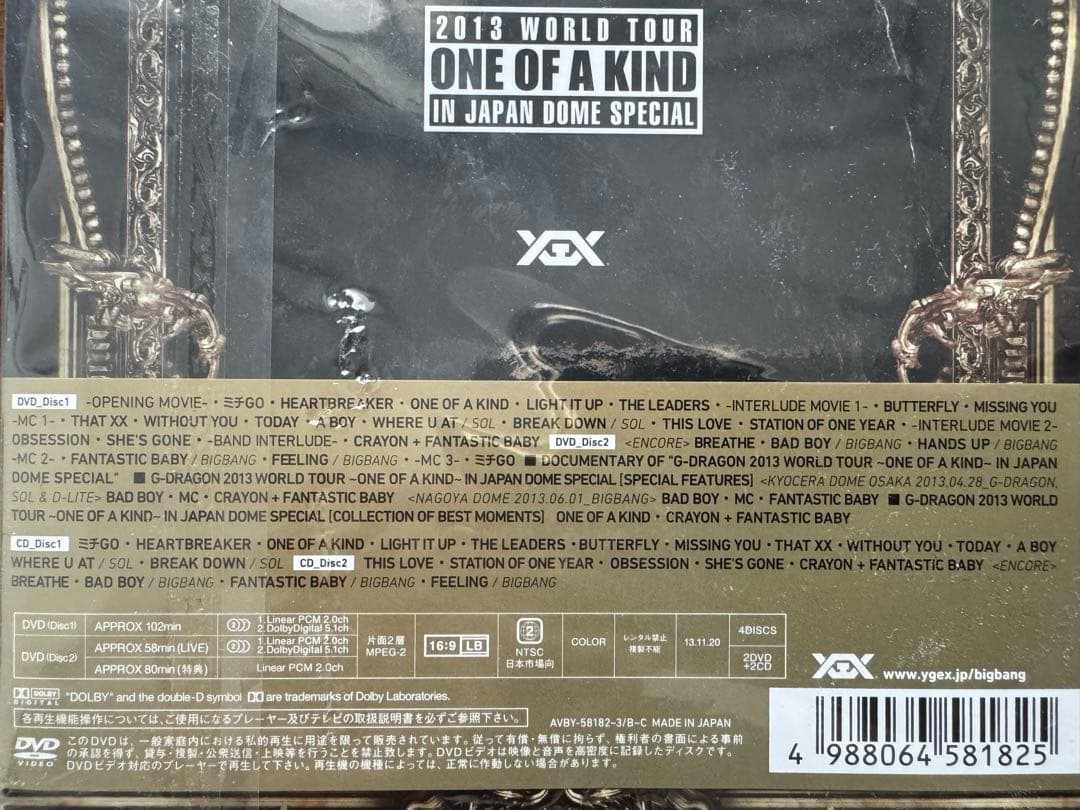 2013 WORLD TOUR
ONE OF A KIND
IN JAPAN DOME SPECIAL
YGEX
DVD_Disc1 -OPENING MOVIE-・ミチGO・HEARTBREAKER・ONE OF A KIND・LIGHT IT UP・THE LEADERS・-INTERLUDE MOVIE 1-・BUTTERFLY・MISSING YOU
-MC 1-・THAT XX・WITHOUT YOU・TODAY・A BOY・WHERE U AT / SOL・BREAK DOWN / SOL・THIS LOVE・STATION OF ONE YEAR・-INTERLUDE MOVIE 2-
OBSESSION・SHE'S GONE・-BAND INTERLUDE-・CRAYON + FANTASTIC BABY DVD_Disc2 <ENCORE> BREATHE・BAD BOY / BIGBANG・HANDS UP / BIGBANG
-MC 2-・FANTASTIC BABY / BIGBANG・FEELING / BIGBANG・-MC 3-・ミチGO ■ DOCUMENTARY OF "G-DRAGON 2013 WORLD TOUR ~ONE OF A KIND~ IN JAPAN
DOME SPECIAL" ■ G-DRAGON 2013 WORLD TOUR ~ONE OF A KIND~ IN JAPAN DOME SPECIAL [SPECIAL FEATURES] <KYOCERA DOME OSAKA 2013.04.28_G-DRAGON,
SOL & D-LITE> BAD BOY・MC・CRAYON + FANTASTIC BABY <NAGOYA DOME 2013.06.01_BIGBANG> BAD BOY・MC・FANTASTIC BABY ■ G-DRAGON 2013 WORLD
TOUR ~ONE OF A KIND~ IN JAPAN DOME SPECIAL [COLLECTION OF BEST MOMENTS] ONE OF A KIND・CRAYON + FANTASTIC BABY
CD_Disc1 ミチGO・HEARTBREAKER・ONE OF A KIND・LIGHT IT UP・THE LEADERS・BUTTERFLY・MISSING YOU・THAT XX・WITHOUT YOU・TODAY・A BOY
WHERE U AT / SOL・BREAK DOWN / SOL CD_Disc2 THIS LOVE・STATION OF ONE YEAR・OBSESSION・SHE'S GONE・CRAYON + FANTASTIC BABY <ENCORE>
BREATHE・BAD BOY / BIGBANG・FANTASTIC BABY / BIGBANG・FEELING / BIGBANG
DVD (Disc1) APPROX 102min 2 1.Linear PCM 2.0ch 2.DolbyDigital 5.1ch
DVD (Disc2) APPROX 58min (LIVE) 2 1.Linear PCM 2.0ch 2.DolbyDigital 5.1ch
APPROX 80min (特典) Linear PCM 2.0ch
片面2層
MPEG-2
16:9 LB
2
NTSC
日本市場向
COLOR
レンタル禁止
複製不能
13.11.20
4DISCS
2DVD
+2CD
YGEX www.ygex.jp/bigbang
DOLBY DIGITAL "DOLBY" and the double-D symbol are trademarks of Dolby Laboratories.
各再生機能操作については、ご使用になるプレーヤー及びテレビの取扱説明書を必ずご参照下さい。
AVBY-58182-3/B-C MADE IN JAPAN
DVD VIDEO
このDVDは、一般家庭内における私的再生に用途を限って販売されています。従って有償・無償に拘らず、権利者の書面による事前
の承認を得ず、貸与・複製・公衆送信・上映等を行うことを禁止致します。DVDビデオは映像と音声を高密度に記録したディスクです。
DVDビデオ対応のプレーヤーで再生して下さい。再生機の機種によっては、正常に作動しない場合があります。
4 988064 581825